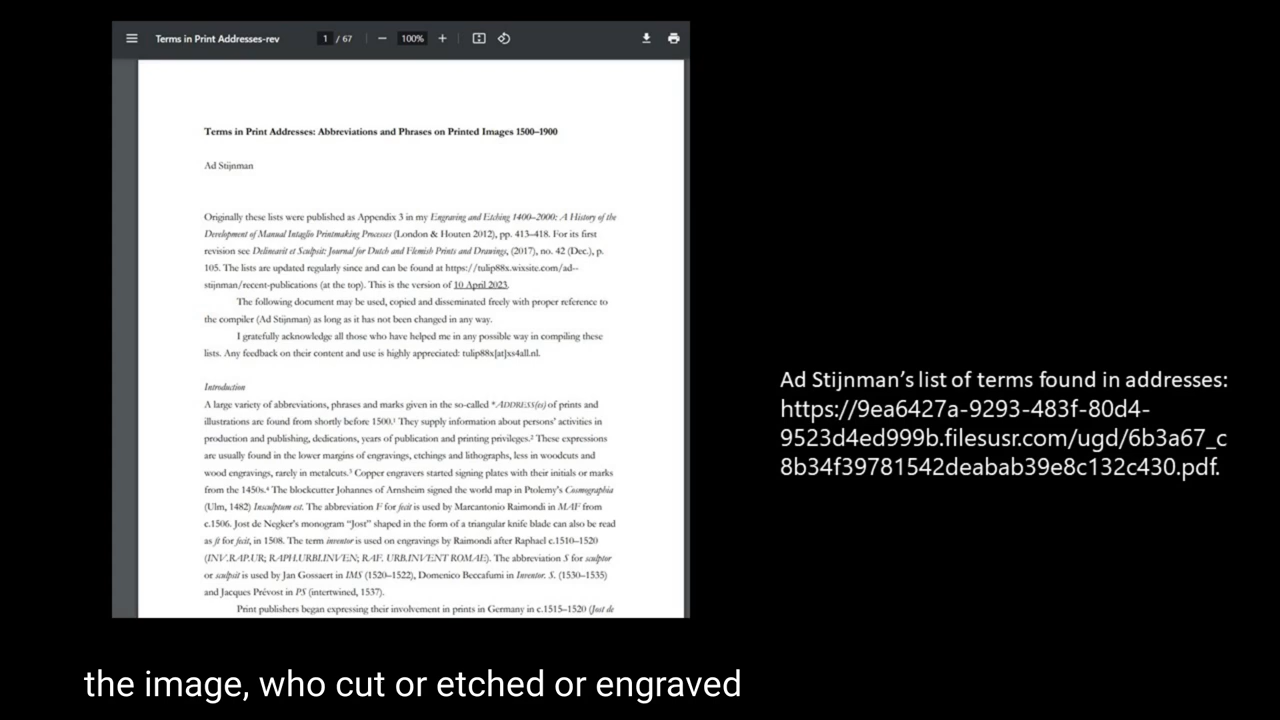 Terms in Print Addresses-rev
1 / 67
100%
Terms in Print Addresses: Abbreviations and Phrases on Printed Images 1500–1900
Ad Stijnman
Originally these lists were published as Appendix 3 in my Engraving and Etching 1400–2000: A History of the
Development of Manual Intaglio Printmaking Processes (London & Houten 2012), pp. 413–418. For its first
revision see Delineavit et Sculpsit: Journal for Dutch and Flemish Prints and Drawings, (2017), no. 42 (Dec.), p.
105. The lists are updated regularly since and can be found at https://tulip88x.wixsite.com/ad--
stijnman/recent-publications (at the top). This is the version of 10 April 2023.
The following document may be used, copied and disseminated freely with proper reference to
the compiler (Ad Stijnman) as long as it has not been changed in any way.
I gratefully acknowledge all those who have helped me in any possible way in compiling these
lists. Any feedback on their content and use is highly appreciated: tulip88x[at]xs4all.nl.
Introduction
A large variety of abbreviations, phrases and marks given in the so-called *ADDRESS(es) of prints and
illustrations are found from shortly before 1500.¹ They supply information about persons' activities in
production and publishing, dedications, years of publication and printing privileges.² These expressions
are usually found in the lower margins of engravings, etchings and lithographs, less in woodcuts and
wood engravings, rarely in metalcuts.³ Copper engravers started signing plates with their initials or marks
from the 1450s.⁴ The blockcutter Johannes of Arnsheim signed the world map in Ptolemy's Cosmographia
(Ulm, 1482) Insculptum est. The abbreviation F for fecit is used by Marcantonio Raimondi in MAF from
c.1506. Jost de Negker's monogram “Jost” shaped in the form of a triangular knife blade can also be read
as ft for fecit, in 1508. The term inventor is used on engravings by Raimondi after Raphael c.1510–1520
(INV.RAP.UR; RAPH.URBI.INVEN; RAF. URB.INVENT ROMAE). The abbreviation S for sculptor
or sculpsit is used by Jan Gossaert in IMS (1520–1522), Domenico Beccafumi in Inventor. S. (1530–1535)
and Jacques Prévost in PS (intertwined, 1537).
Print publishers began expressing their involvement in prints in Germany in c.1515–1520 (Jost de
Ad Stijnman’s list of terms found in addresses:
https://9ea6427a-9293-483f-80d4-
9523d4ed999b.filesusr.com/ugd/6b3a67_c
8b34f39781542deabab39e8c132c430.pdf.
the image, who cut or etched or engraved